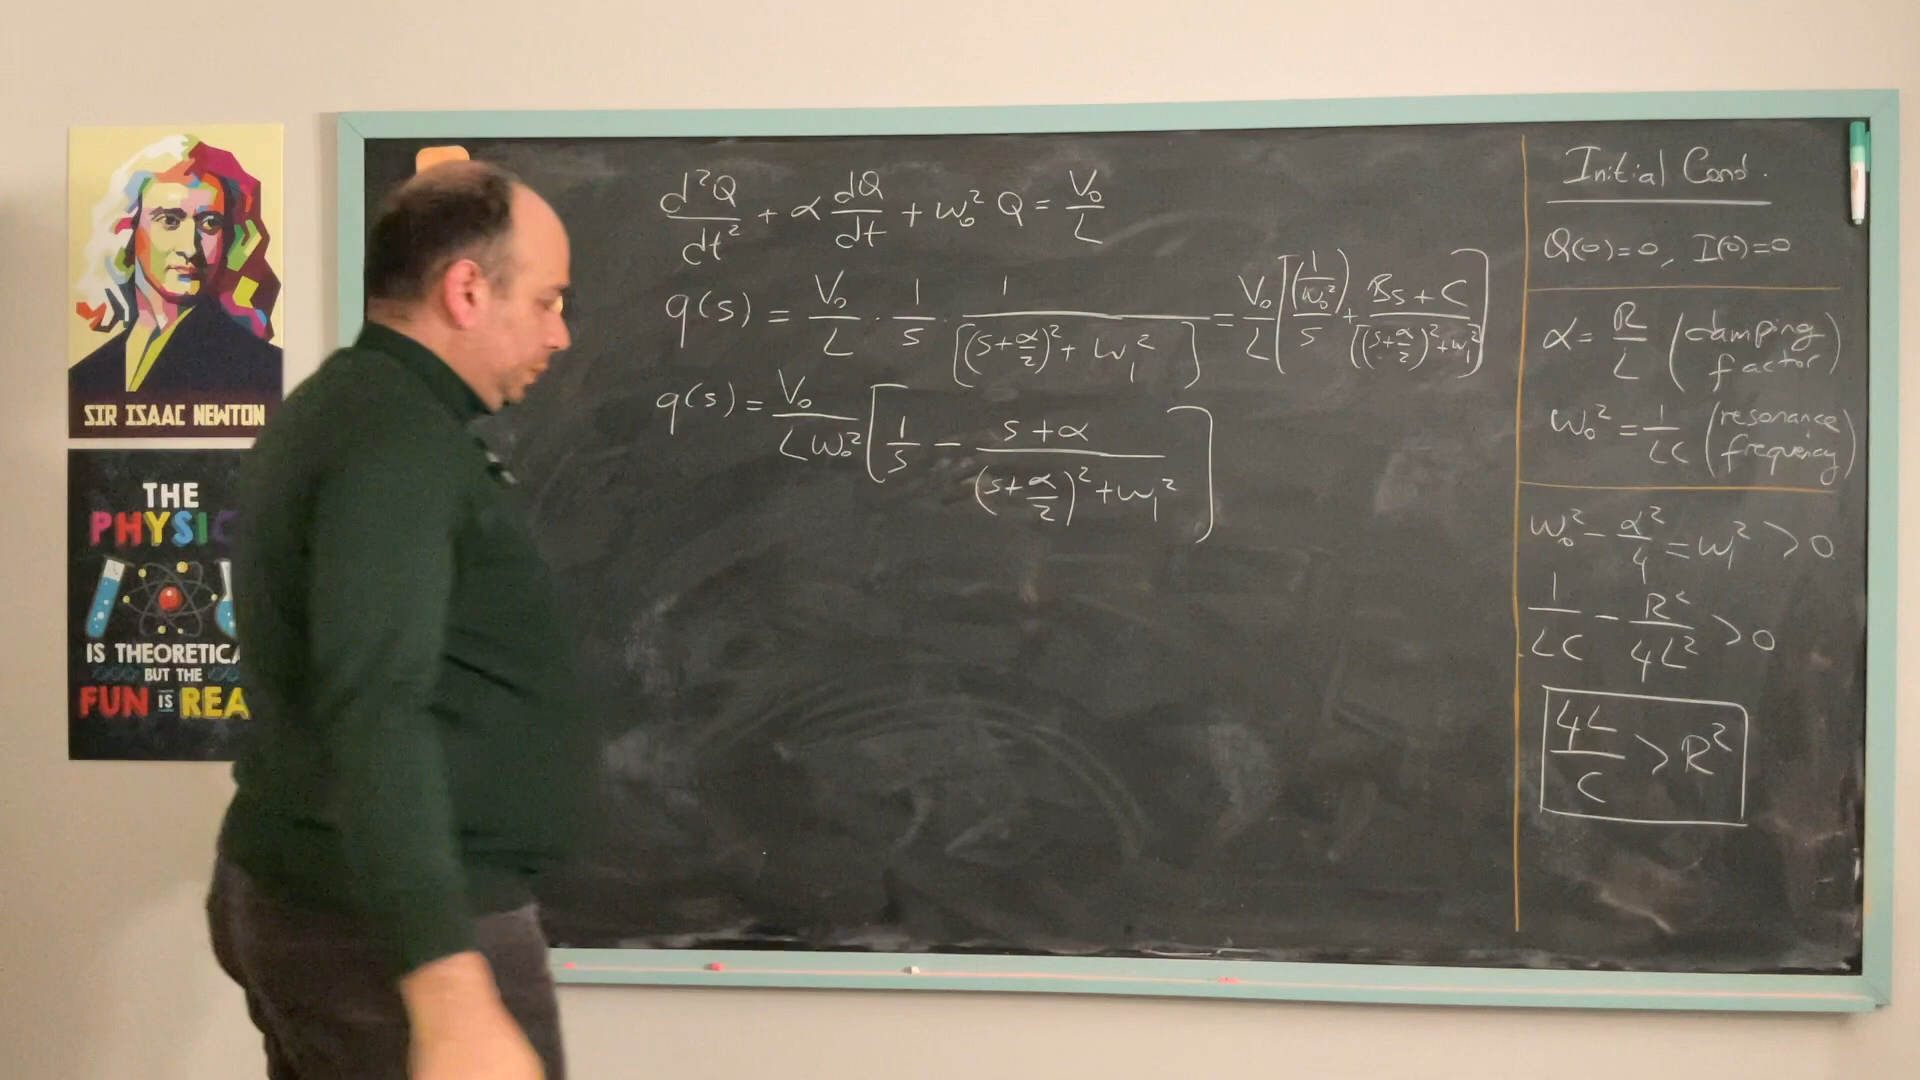 SIR ISAAC NEWTON
THE
PHYSIC
IS THEORETICA
BUT THE
FUN IS REA
d²Q/dt² + α dQ/dt + ω₀² Q = V₀/L
q(s) = V₀/L · 1/s · 1/[(s+α/2)² + ω₁²] = V₀/L [(1/ω₀²)/s + (Bs + C)/[(s+α/2)² + ω₁²]]
q(s) = V₀/(Lω₀²) [1/s − (s+α)/((s+α/2)² + ω₁²)]
Initial Cond.
Q(0)=0, I(0)=0
α = R/L (damping factor)
ω₀² = 1/LC (resonance frequency)
ω₀² − α²/4 = ω₁² > 0
1/LC − R²/4L² > 0
4L/C > R²